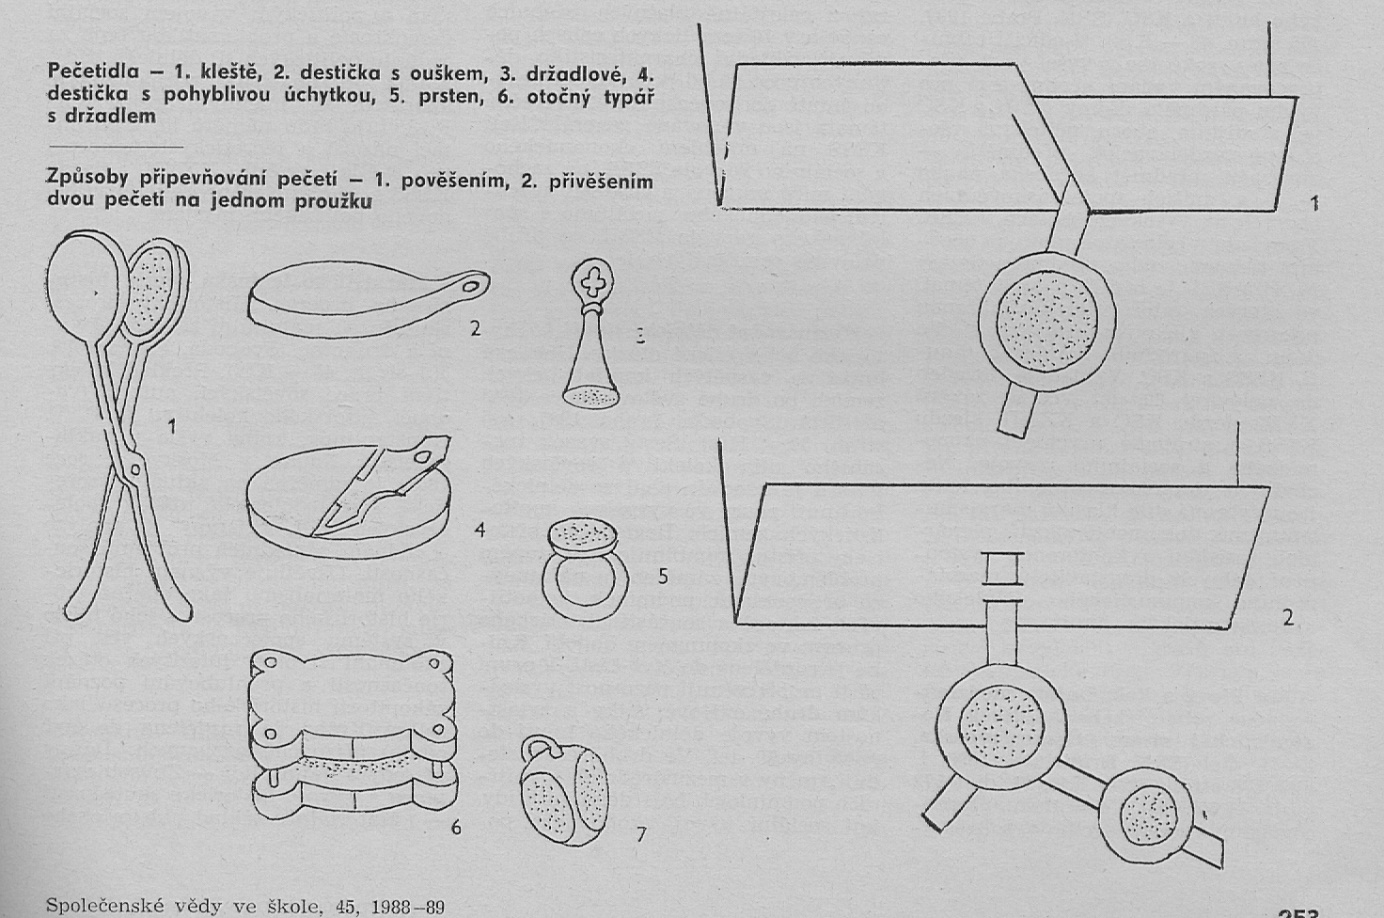 Pečetidla — 1. kleště, 2. destička s ouškem, 3. držadlové, 4.
destička s pohyblivou úchytkou, 5. prsten, 6. otočný typář
s držadlem
Způsoby připevňování pečetí — 1. pověšením, 2. přivěšením
dvou pečetí na jednom proužku
1
2
3
4
5
6
7
1
2
Společenské vědy ve škole, 45, 1988–89
253